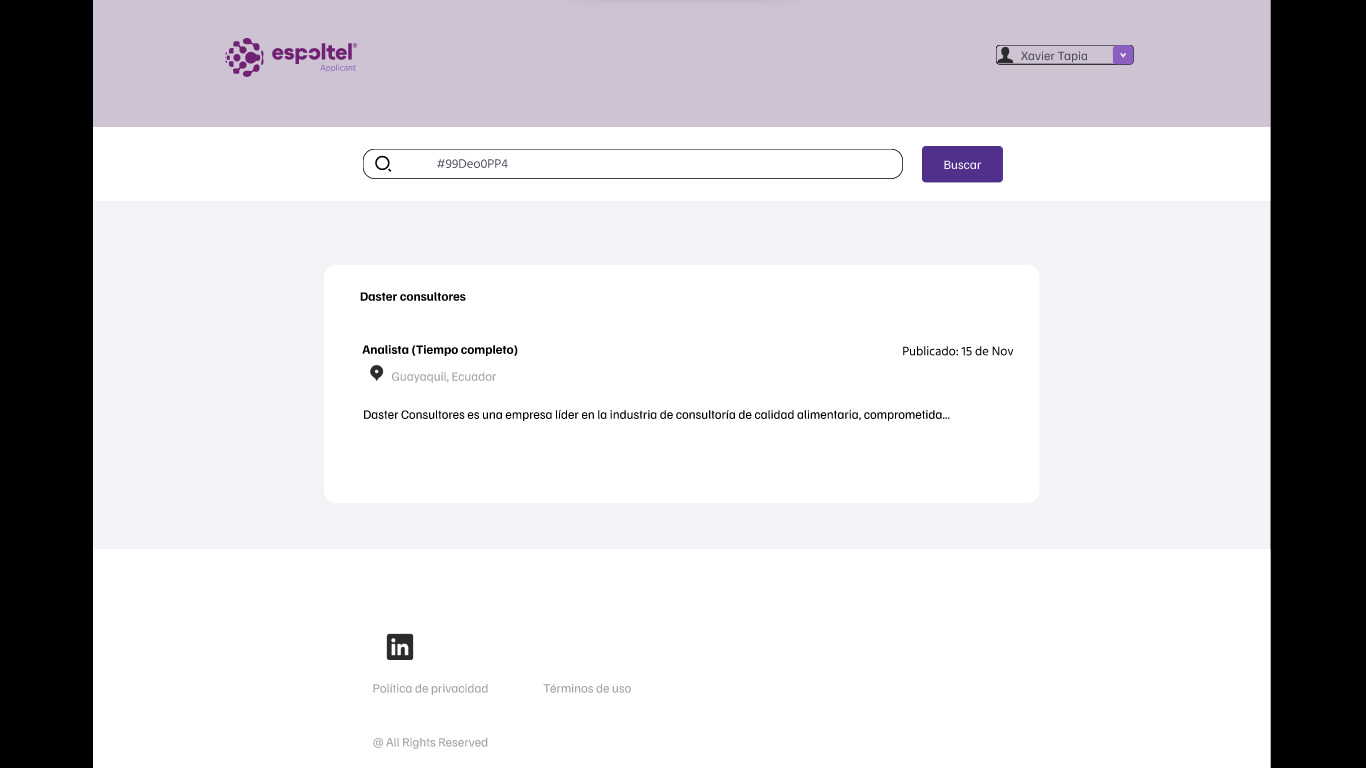 espoltel®
Applicant
Xavier Tapia
#99Deo0PP4
Buscar
Daster consultores
Analista (Tiempo completo)
Publicado: 15 de Nov
Guayaquil, Ecuador
Daster Consultores es una empresa líder en la industria de consultoría de calidad alimentaria, comprometida...
in
Política de privacidad
Términos de uso
@ All Rights Reserved